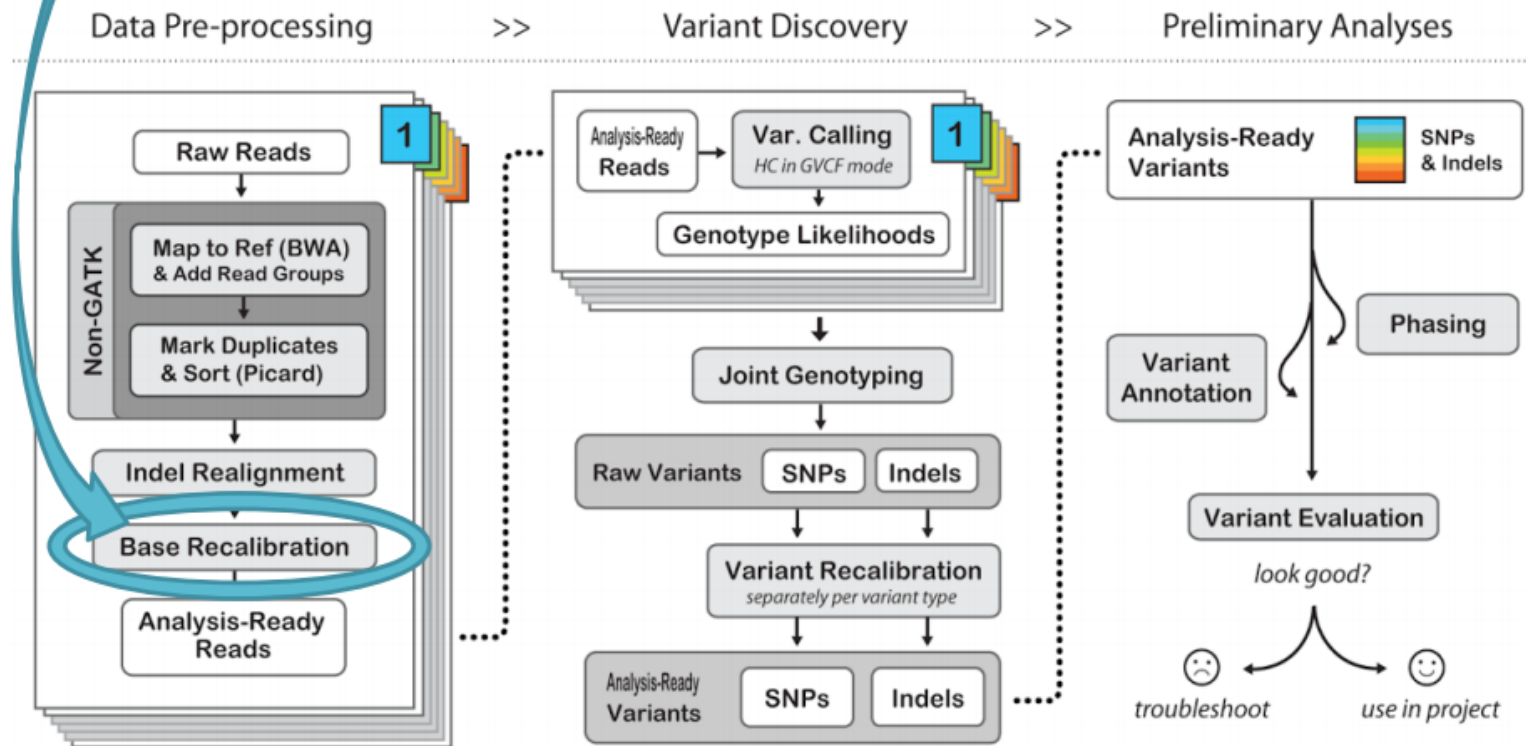 Data Pre-processing >> Variant Discovery >> Preliminary Analyses
1
Raw Reads
Non-GATK
Map to Ref (BWA)
& Add Read Groups
Mark Duplicates
& Sort (Picard)
Indel Realignment
Base Recalibration
Analysis-Ready
Reads
1
Analysis-Ready
Reads
Var. Calling
HC in GVCF mode
Genotype Likelihoods
Joint Genotyping
Raw Variants
SNPs
Indels
Variant Recalibration
separately per variant type
Analysis-Ready
Variants
SNPs
Indels
Analysis-Ready
Variants
SNPs
& Indels
Phasing
Variant
Annotation
Variant Evaluation
look good?
troubleshoot
use in project